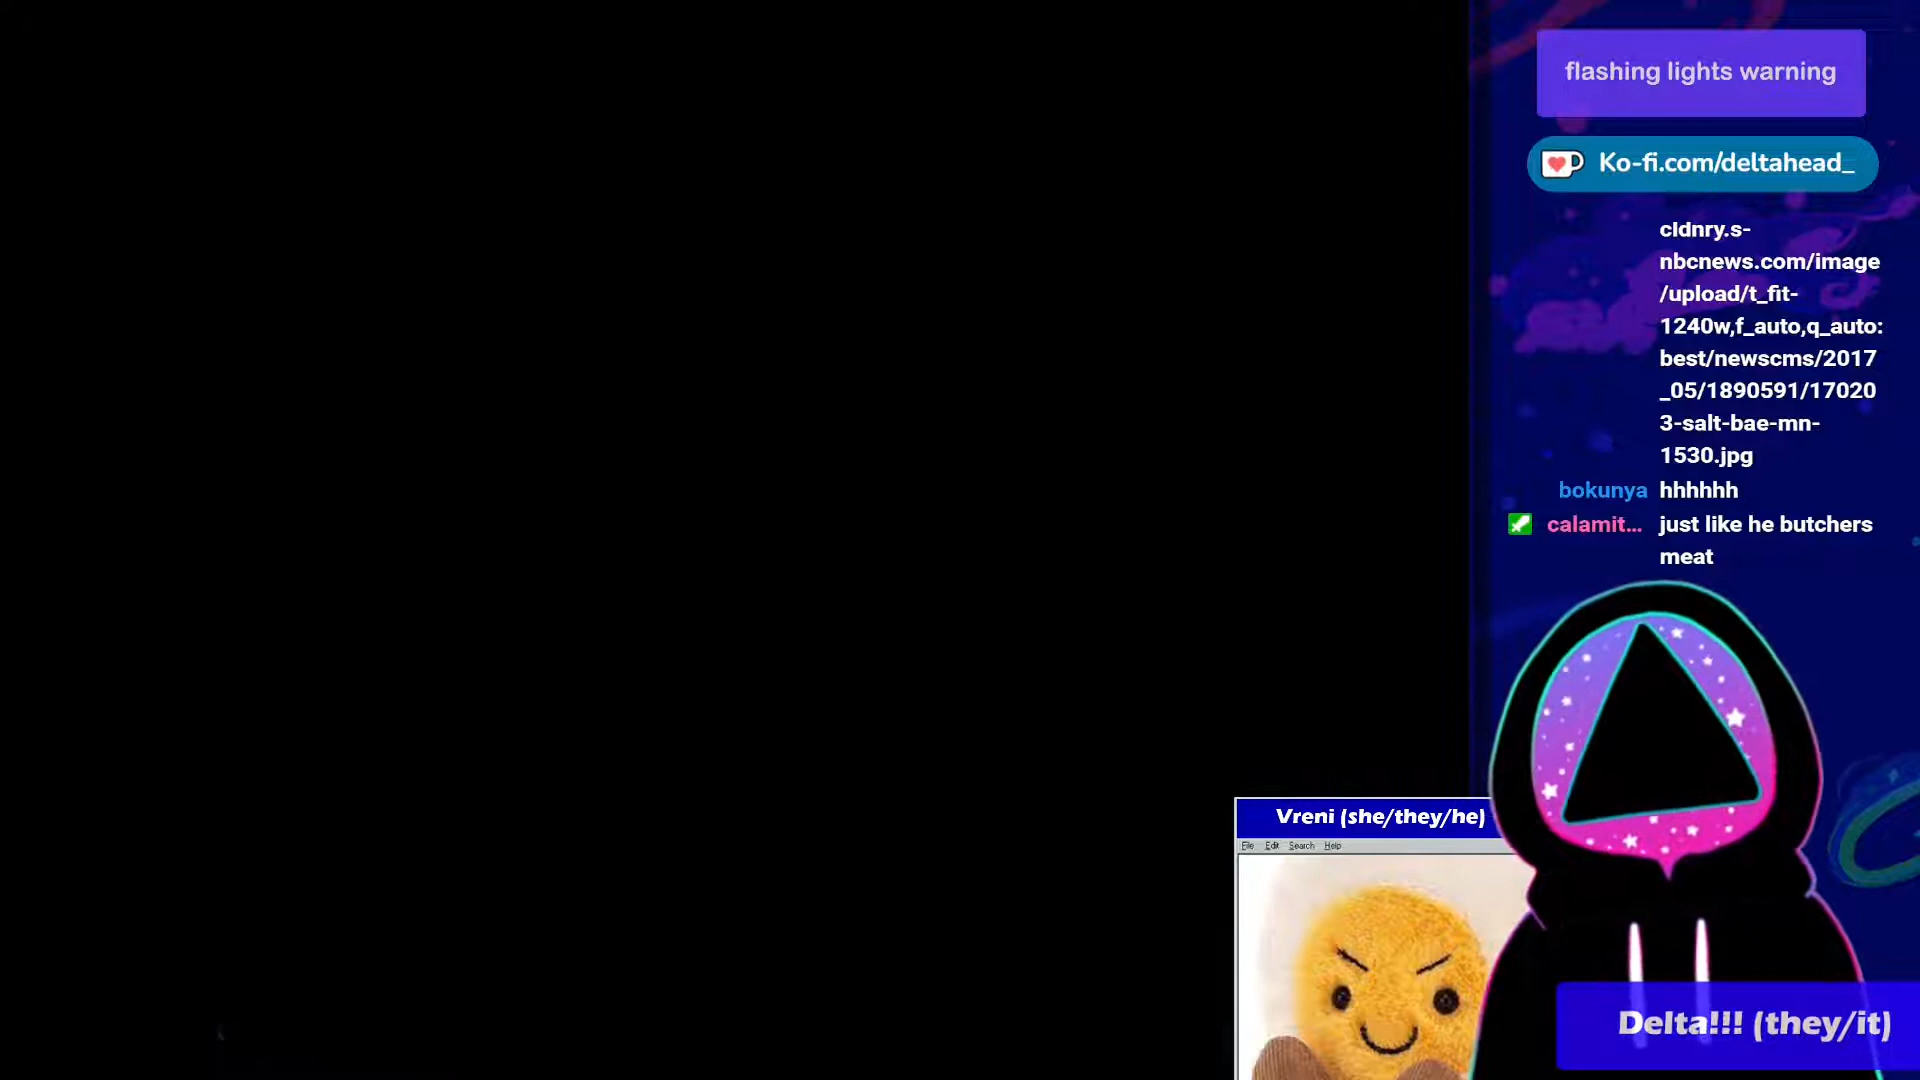 flashing lights warning
Ko-fi.com/deltahead_
cldnry.s-
nbcnews.com/image
/upload/t_fit-
1240w,f_auto,q_auto:
best/newscms/2017
_05/1890591/17020
3-salt-bae-mn-
1530.jpg
bokunya hhhhhh
calamit... just like he butchers
meat
Vreni (she/they/he)
File Edit Search Help
Delta!!! (they/it)